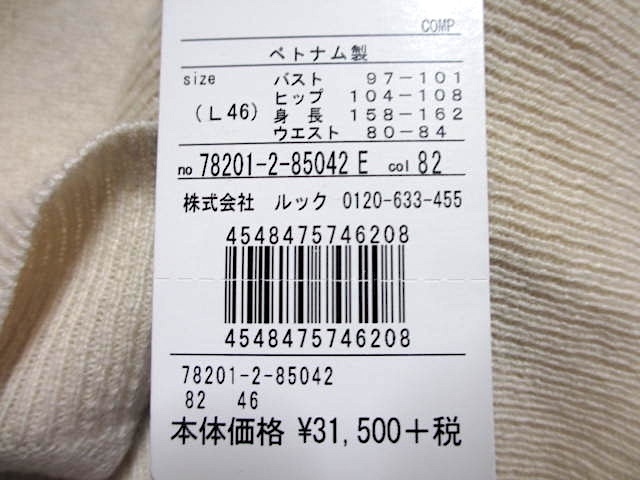 COMP
ベトナム製
size
バスト 97-101
ヒップ 104-108
(L46) 身長 158-162
ウエスト 80-84
no 78201-2-85042 E col 82
株式会社 ルック 0120-633-455
4548475746208
4548475746208
78201-2-85042
82 46
本体価格 ¥31,500+税